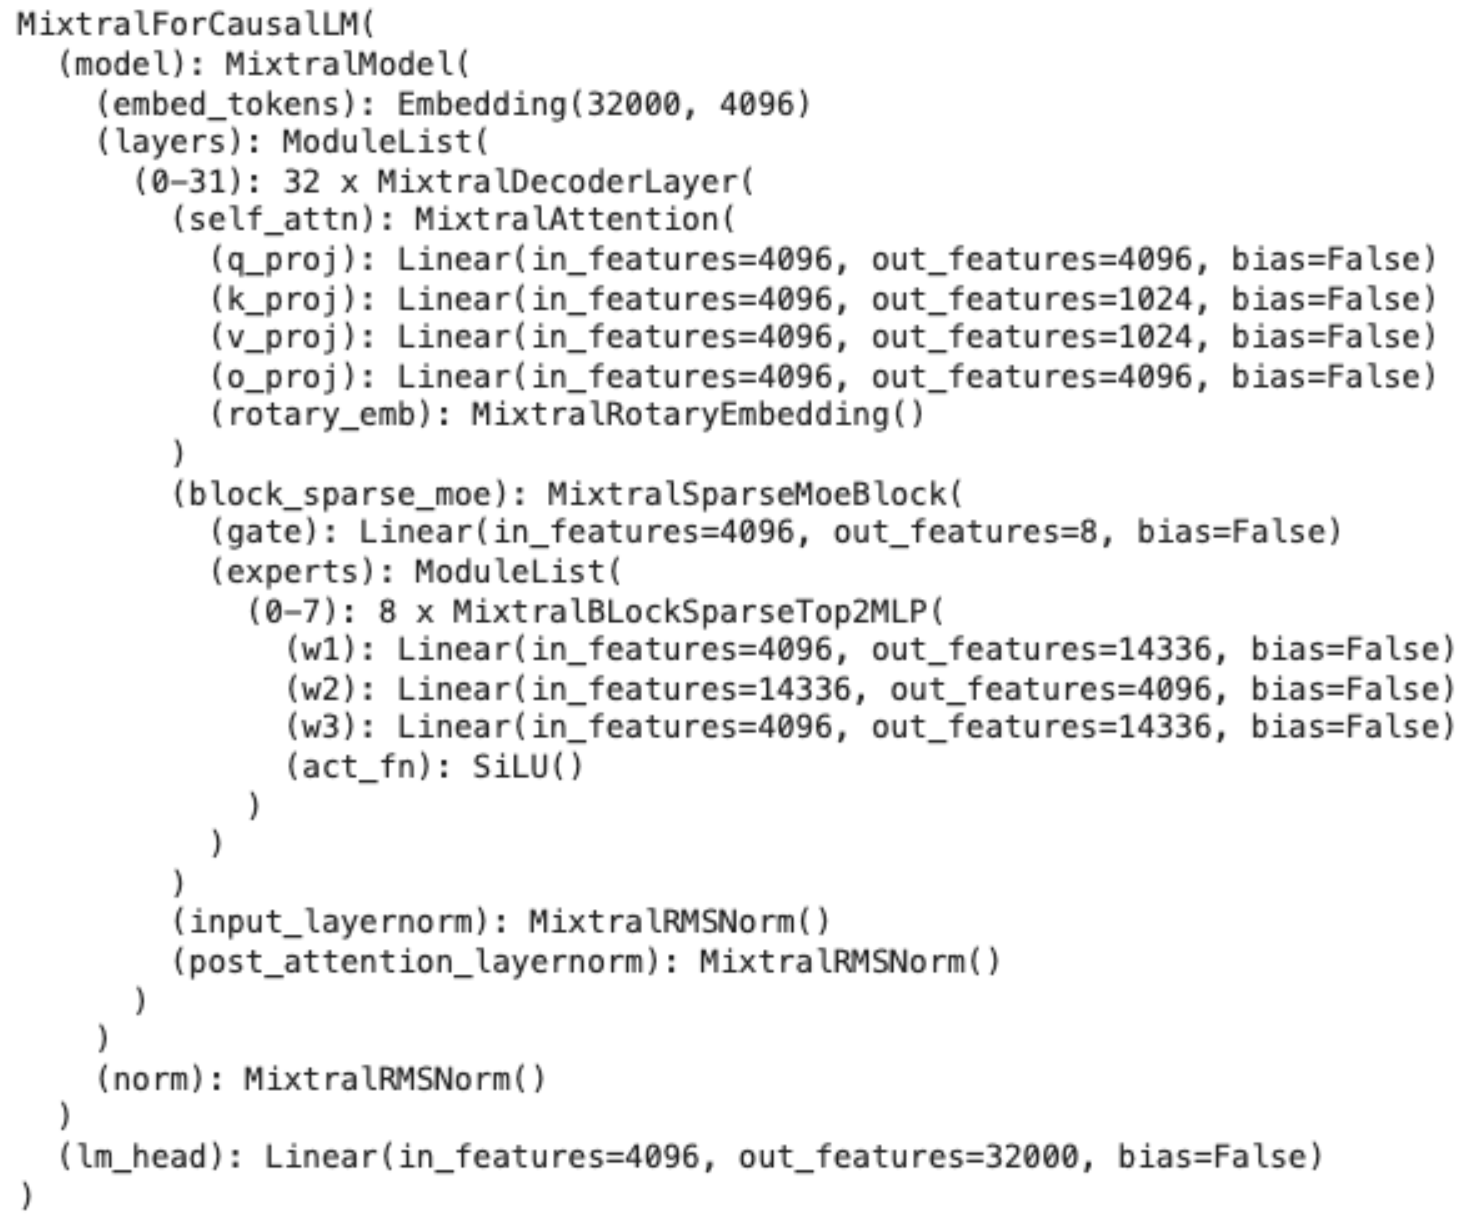 MixtralForCausalLM(
  (model): MixtralModel(
    (embed_tokens): Embedding(32000, 4096)
    (layers): ModuleList(
      (0-31): 32 x MixtralDecoderLayer(
        (self_attn): MixtralAttention(
          (q_proj): Linear(in_features=4096, out_features=4096, bias=False)
          (k_proj): Linear(in_features=4096, out_features=1024, bias=False)
          (v_proj): Linear(in_features=4096, out_features=1024, bias=False)
          (o_proj): Linear(in_features=4096, out_features=4096, bias=False)
          (rotary_emb): MixtralRotaryEmbedding()
        )
        (block_sparse_moe): MixtralSparseMoeBlock(
          (gate): Linear(in_features=4096, out_features=8, bias=False)
          (experts): ModuleList(
            (0-7): 8 x MixtralBLockSparseTop2MLP(
              (w1): Linear(in_features=4096, out_features=14336, bias=False)
              (w2): Linear(in_features=14336, out_features=4096, bias=False)
              (w3): Linear(in_features=4096, out_features=14336, bias=False)
              (act_fn): SiLU()
            )
          )
        )
        (input_layernorm): MixtralRMSNorm()
        (post_attention_layernorm): MixtralRMSNorm()
      )
    )
    (norm): MixtralRMSNorm()
  )
  (lm_head): Linear(in_features=4096, out_features=32000, bias=False)
)